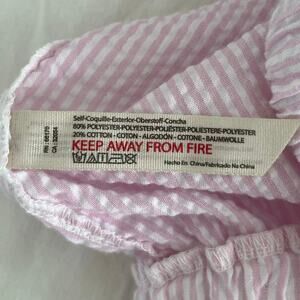 Self-Coquille-Exterior-Oberstoff-Concha
80% POLYESTER-POLYESTER-POLIÉSTER-POLIESTERE-POLYESTER
20% COTTON - COTON - ALGODÓN - COTONE - BAUMWOLLE
KEEP AWAY FROM FIRE
Hecho En China/Fabricado Na China